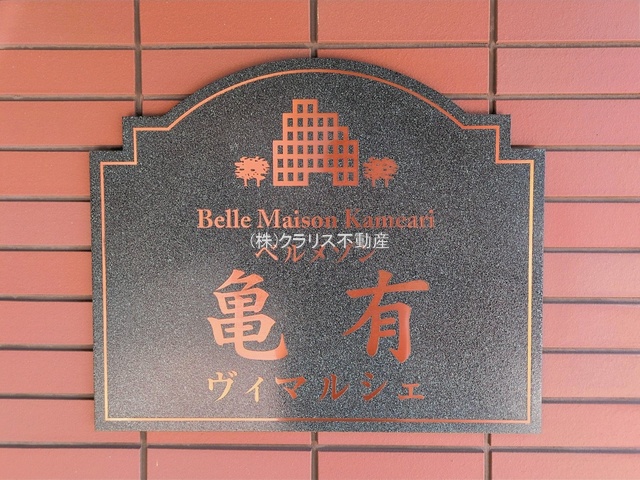 Belle Maison Kameari
(株)クラリス不動産
ベルメゾン
亀有
ヴィマルシェ